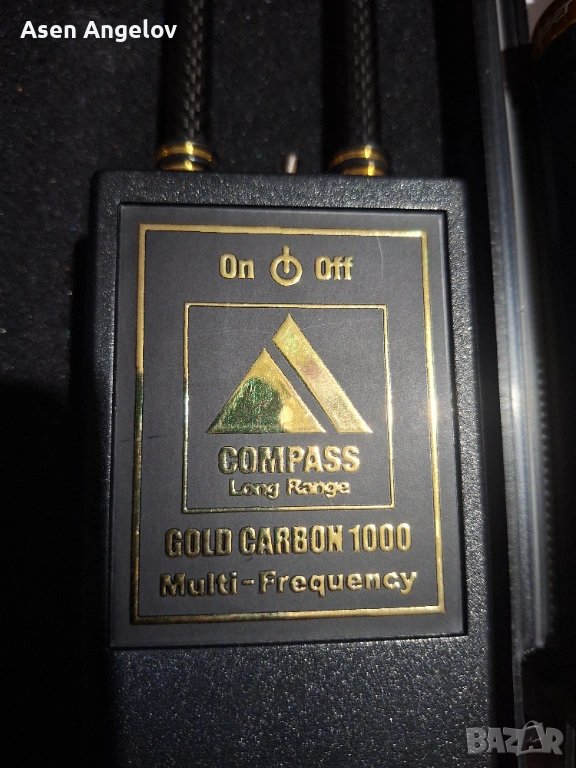 Asen Angelov
On Off
COMPASS
Long Range
GOLD CARBON 1000
Multi-Frequency
BAZAR